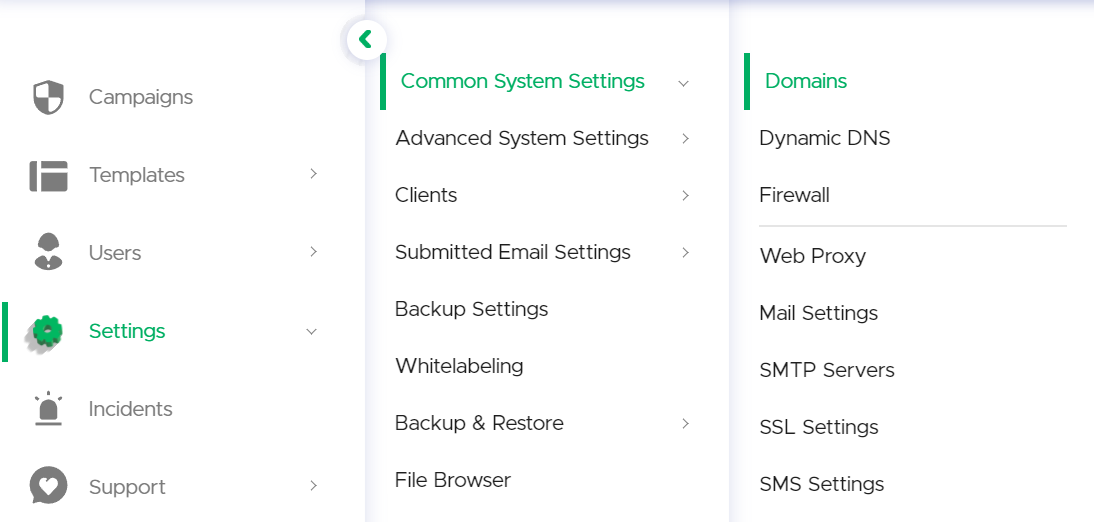 Campaigns
Templates
Users
Settings
Incidents
Support
Common System Settings
Advanced System Settings
Clients
Submitted Email Settings
Backup Settings
Whitelabeling
Backup & Restore
File Browser
Domains
Dynamic DNS
Firewall
Web Proxy
Mail Settings
SMTP Servers
SSL Settings
SMS Settings